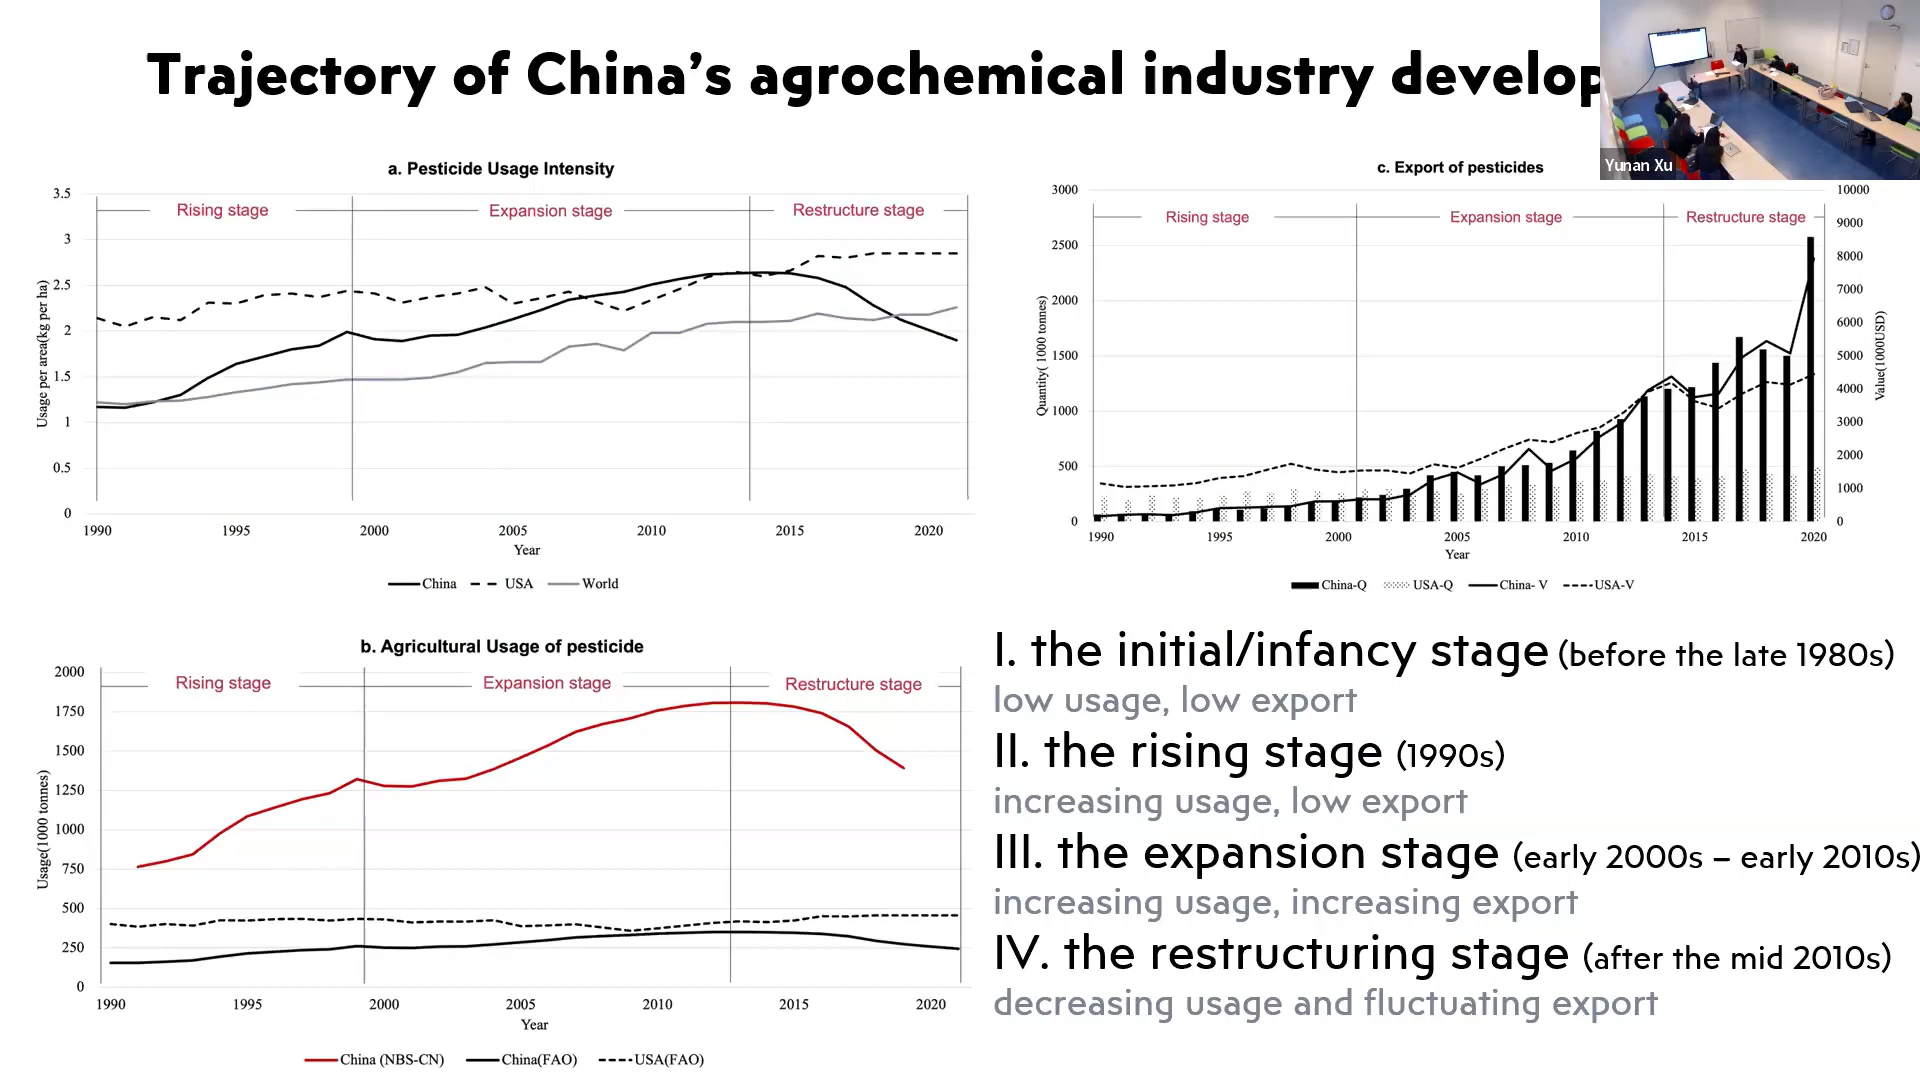 Trajectory of China's agrochemical industry develop
Yunan Xu
a. Pesticide Usage Intensity
3.5
3
2.5
2
1.5
1
0.5
0
Usage per area(kg per ha)
Rising stage
Expansion stage
Restructure stage
1990 1995 2000 2005 2010 2015 2020
Year
China USA World
c. Export of pesticides
3000
2500
2000
1500
1000
500
0
Quantity( 1000 tonnes)
Rising stage
Expansion stage
Restructure stage
10000
9000
8000
7000
6000
5000
4000
3000
2000
1000
0
Value(1000USD)
1990 1995 2000 2005 2010 2015 2020
Year
China-Q USA-Q China- V USA-V
b. Agricultural Usage of pesticide
2000
1750
1500
1250
1000
750
500
250
0
Usage(1000 tonnes)
Rising stage
Expansion stage
Restructure stage
1990 1995 2000 2005 2010 2015 2020
Year
China (NBS-CN) China(FAO) USA(FAO)
I. the initial/infancy stage (before the late 1980s)
low usage, low export
II. the rising stage (1990s)
increasing usage, low export
III. the expansion stage (early 2000s – early 2010s)
increasing usage, increasing export
IV. the restructuring stage (after the mid 2010s)
decreasing usage and fluctuating export